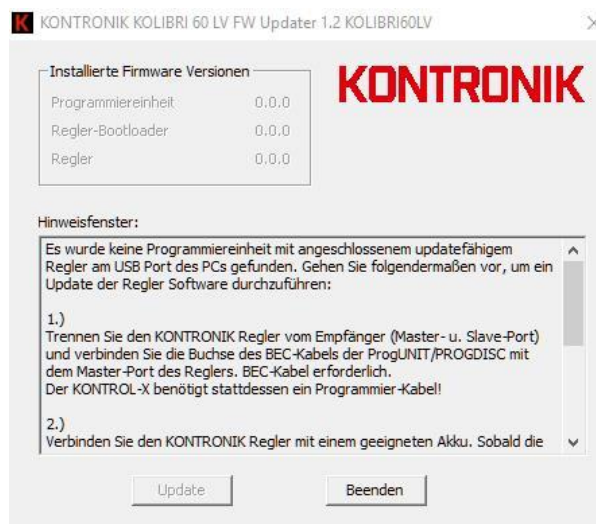 KONTRONIK KOLIBRI 60 LV FW Updater 1.2 KOLIBRI60LV
Installierte Firmware Versionen
Programmiereinheit 0.0.0
Regler-Bootloader 0.0.0
Regler 0.0.0
KONTRONIK
Hinweisfenster:
Es wurde keine Programmiereinheit mit angeschlossenem updatefähigem
Regler am USB Port des PCs gefunden. Gehen Sie folgendermaßen vor, um ein
Update der Regler Software durchzuführen:
1.)
Trennen Sie den KONTRONIK Regler vom Empfänger (Master- u. Slave-Port)
und verbinden Sie die Buchse des BEC-Kabels der ProgUNIT/PROGDISC mit
dem Master-Port des Reglers. BEC-Kabel erforderlich.
Der KONTROL-X benötigt stattdessen ein Programmier-Kabel!
2.)
Verbinden Sie den KONTRONIK Regler mit einem geeigneten Akku. Sobald die
Update Beenden